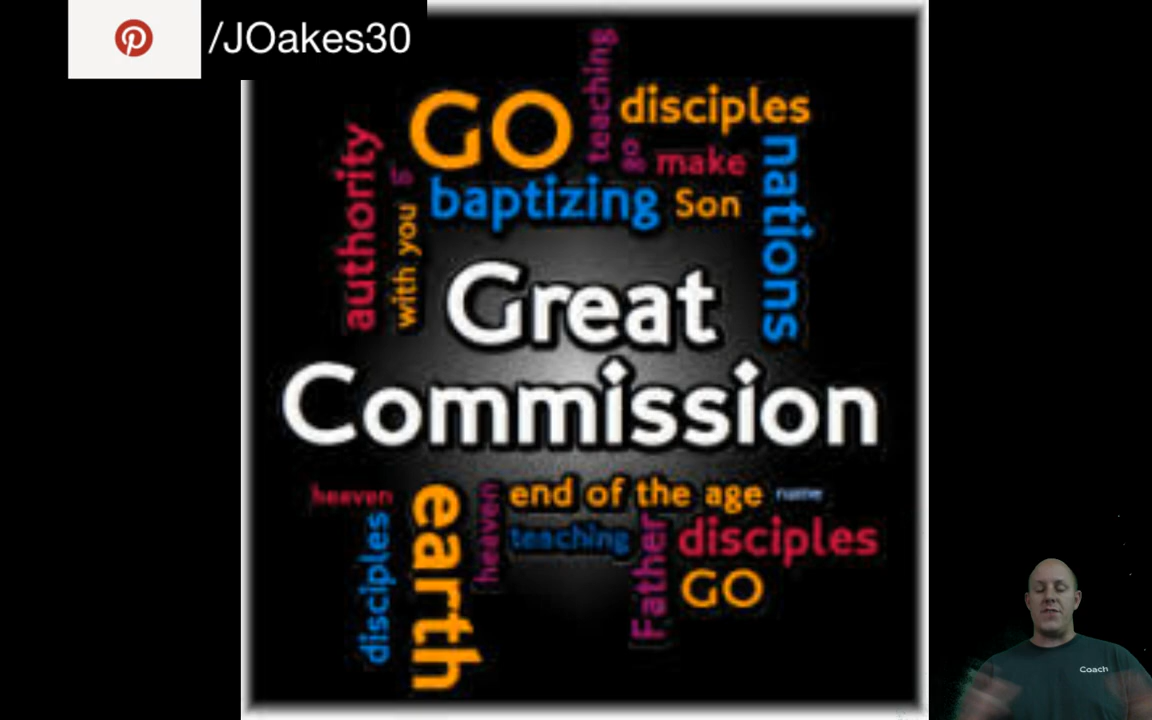 /JOakes30
teaching
GO
disciples
authority
go
make
nations
baptizing
Son
with you
Great
Commission
heaven
earth
heaven
end of the age
name
disciples
teaching
Father
disciples
GO
Coach